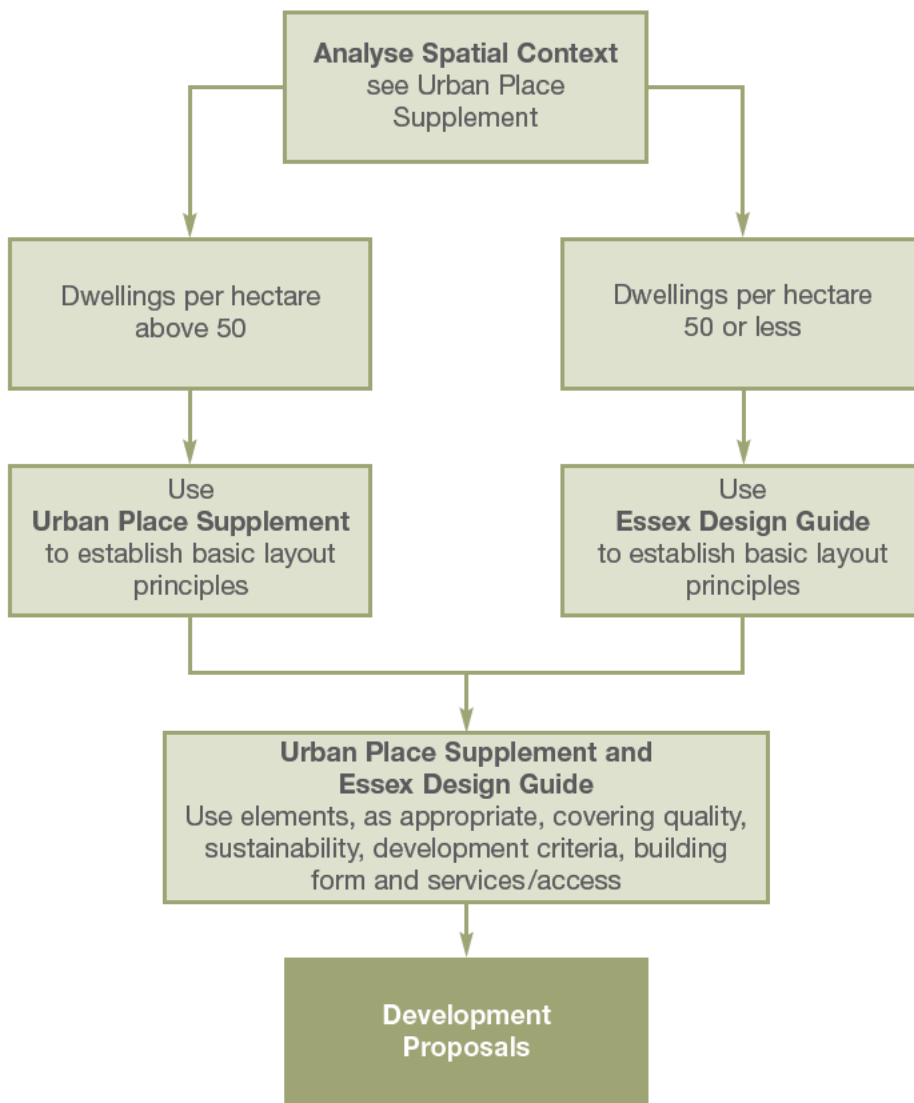 Analyse Spatial Context
see Urban Place
Supplement
Dwellings per hectare
above 50
Dwellings per hectare
50 or less
Use
Urban Place Supplement
to establish basic layout
principles
Use
Essex Design Guide
to establish basic layout
principles
Urban Place Supplement and
Essex Design Guide
Use elements, as appropriate, covering quality,
sustainability, development criteria, building
form and services/access
Development
Proposals